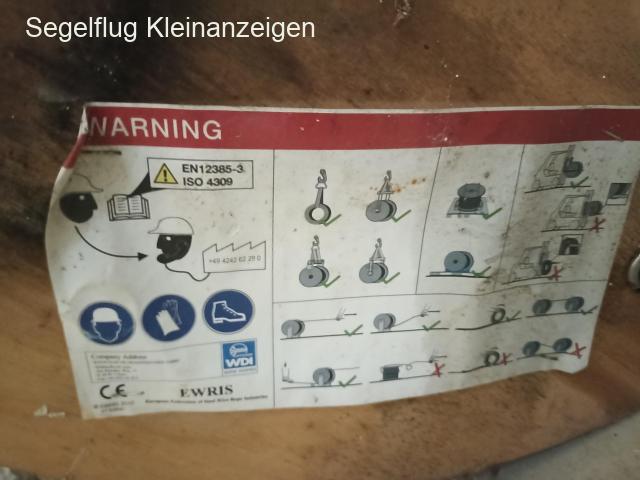 Segelflug Kleinanzeigen
WARNING
EN12385-3
ISO 4309
+49 4242 62 28 0
Company Address
WDI
CE
EWRIS
European Federation of Steel Wire Rope Industries